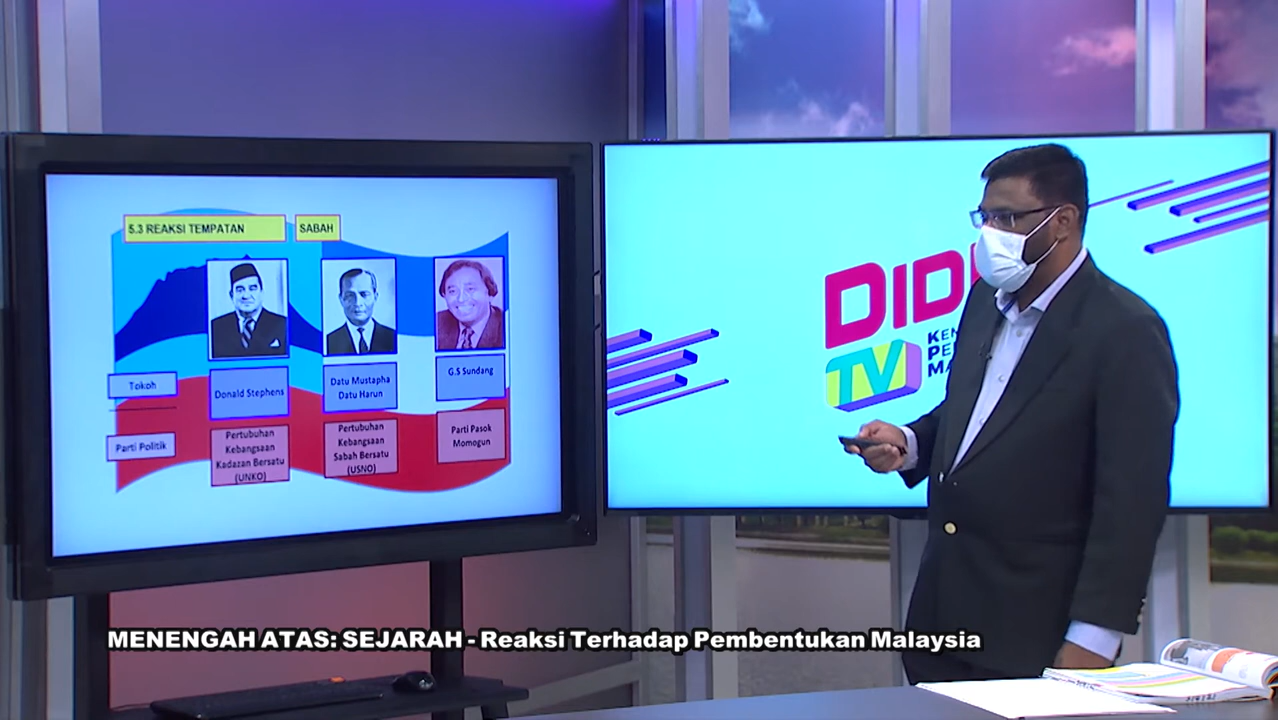 5.3 REAKSI TEMPATAN
SABAH
Tokoh
Donald Stephens
Datu Mustapha
Datu Harun
G.S Sundang
Parti Politik
Pertubuhan
Kebangsaan
Kadazan Bersatu
(UNKO)
Pertubuhan
Kebangsaan
Sabah Bersatu
(USNO)
Parti Pasok
Momogun
TV
MENENGAH ATAS: SEJARAH - Reaksi Terhadap Pembentukan Malaysia